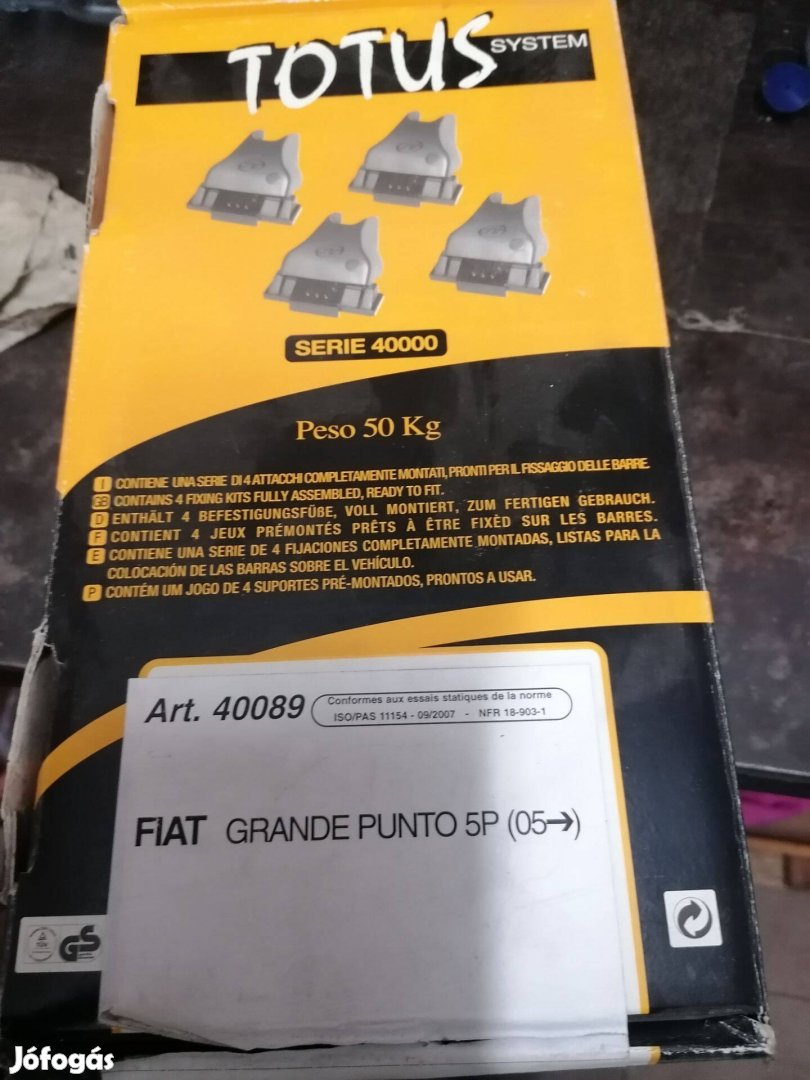 TOTUS SYSTEM
SERIE 40000
Peso 50 Kg
I CONTIENE UNA SERIE DI 4 ATTACCHI COMPLETAMENTE MONTATI, PRONTI PER IL FISSAGGIO DELLE BARRE.
GB CONTAINS 4 FIXING KITS FULLY ASSEMBLED, READY TO FIT.
D ENTHÄLT 4 BEFESTIGUNGSFÜßE, VOLL MONTIERT, ZUM FERTIGEN GEBRAUCH.
F CONTIENT 4 JEUX PRÉMONTÉS PRÊTS À ÊTRE FIXÈD SUR LES BARRES.
E CONTIENE UNA SERIE DE 4 FIJACIONES COMPLETAMENTE MONTADAS, LISTAS PARA LA
COLOCACIÓN DE LAS BARRAS SOBRE EL VEHÍCULO.
P CONTÉM UM JOGO DE 4 SUPORTES PRÉ-MONTADOS, PRONTOS A USAR.
Art. 40089
Conformes aux essais statiques de la norme
ISO/PAS 11154 - 09/2007 - NFR 18-903-1
FIAT GRANDE PUNTO 5P (05→)
GS
Jófogás